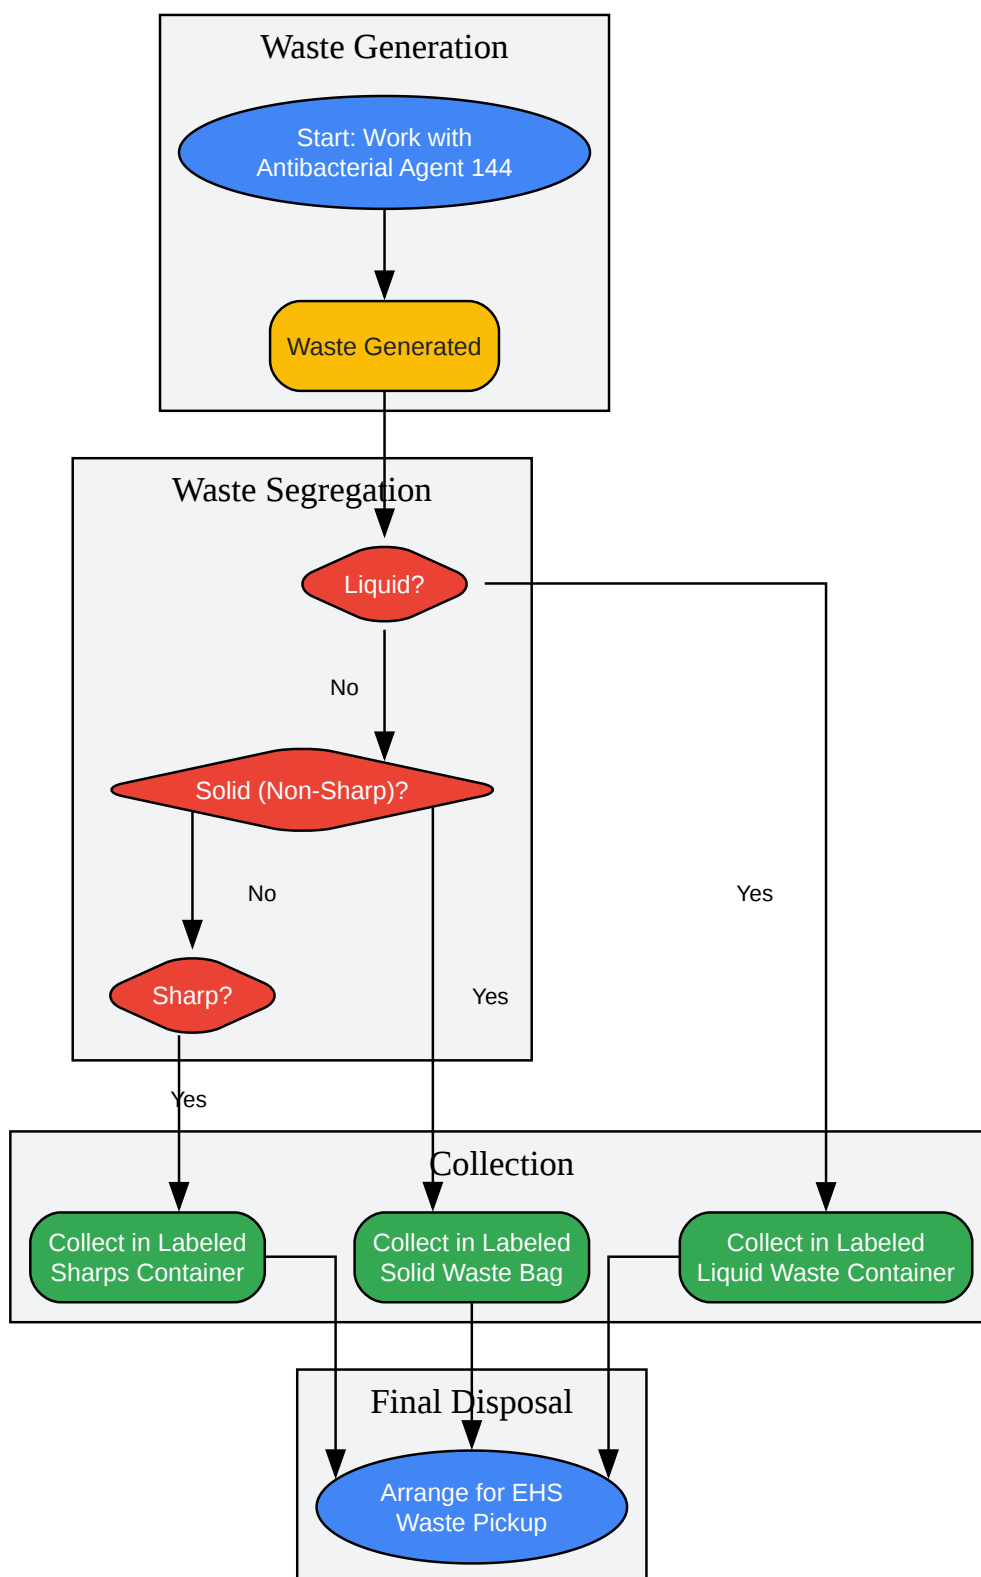 Waste Generation
Start: Work with
Antibacterial Agent 144
Waste Generated
Waste Segregation
Liquid?
No
Solid (Non-Sharp)?
No
Yes
Sharp?
Yes
Yes
Collection
Collect in Labeled
Sharps Container
Collect in Labeled
Solid Waste Bag
Collect in Labeled
Liquid Waste Container
Final Disposal
Arrange for EHS
Waste Pickup